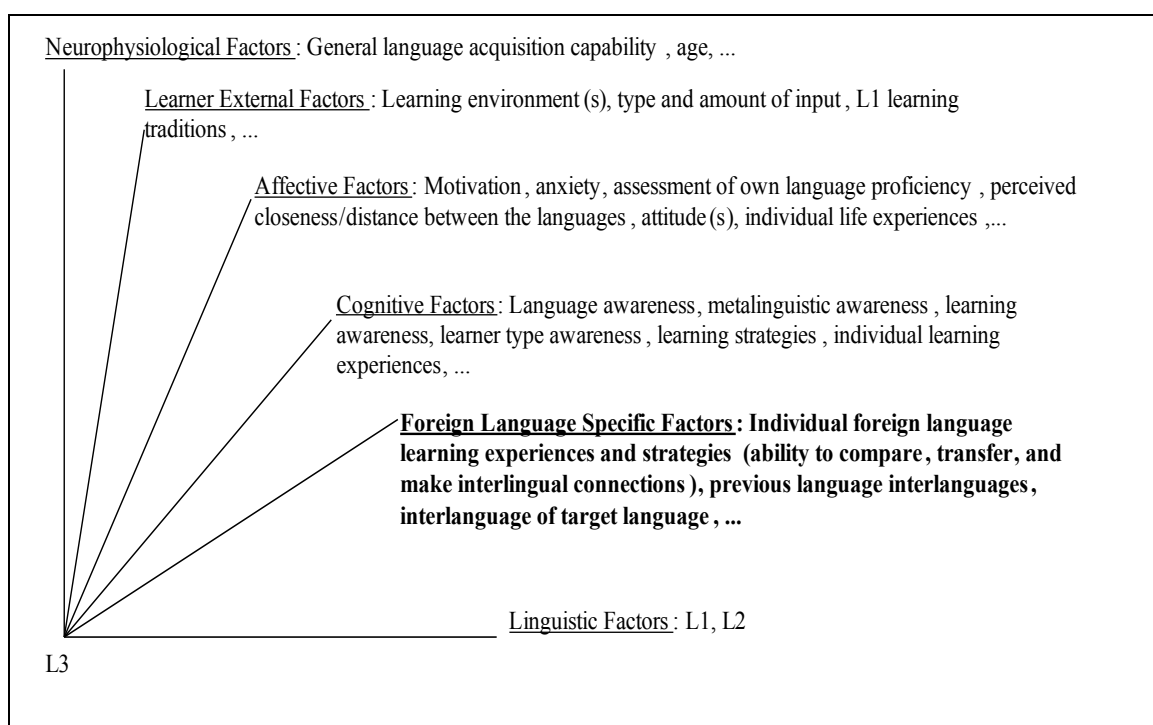 Neurophysiological Factors : General language acquisition capability , age, ...
Learner External Factors : Learning environment (s), type and amount of input , L1 learning
traditions , ...
Affective Factors: Motivation , anxiety, assessment of own language proficiency , perceived
closeness/distance between the languages , attitude (s), individual life experiences ,...
Cognitive Factors: Language awareness, metalinguistic awareness , learning
awareness, learner type awareness , learning strategies , individual learning
experiences, ...
Foreign Language Specific Factors: Individual foreign language
learning experiences and strategies (ability to compare, transfer, and
make interlingual connections ), previous language interlanguages,
interlanguage of target language , ...
Linguistic Factors : L1, L2
L3